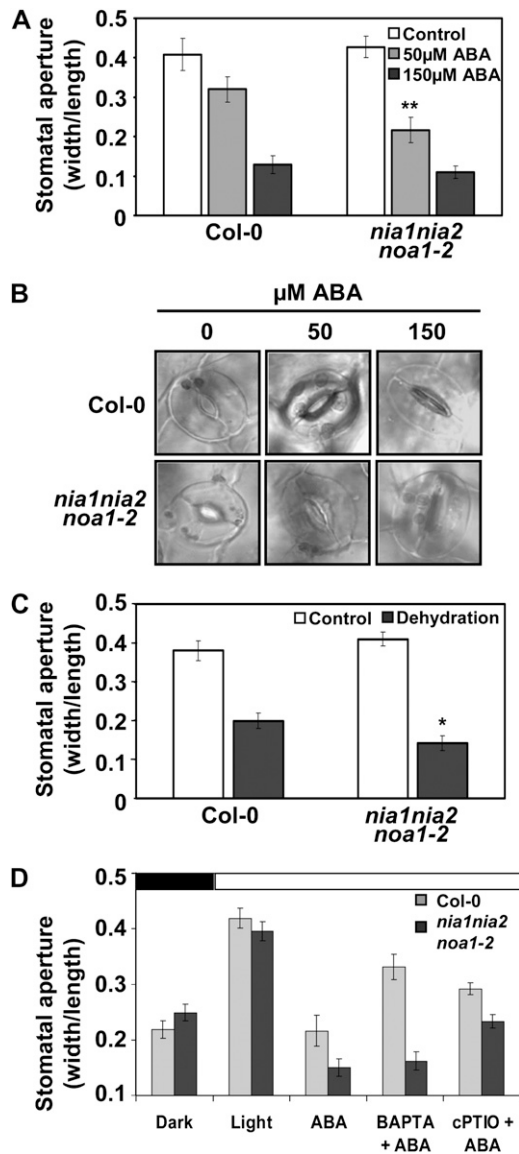 A
Stomatal aperture
(width/length)
0.5
0.4
0.3
0.2
0.1
0
Control
50µM ABA
150µM ABA
**
Col-0
nia1nia2
noa1-2
B
µM ABA
0 50 150
Col-0
nia1nia2
noa1-2
C
Stomatal aperture
(width/length)
0.5
0.4
0.3
0.2
0.1
0
Control Dehydration
*
Col-0
nia1nia2
noa1-2
D
Stomatal aperture
(width/length)
0.5
0.4
0.3
0.2
0.1
Col-0
nia1nia2
noa1-2
Dark Light ABA BAPTA cPTIO +
+ ABA ABA